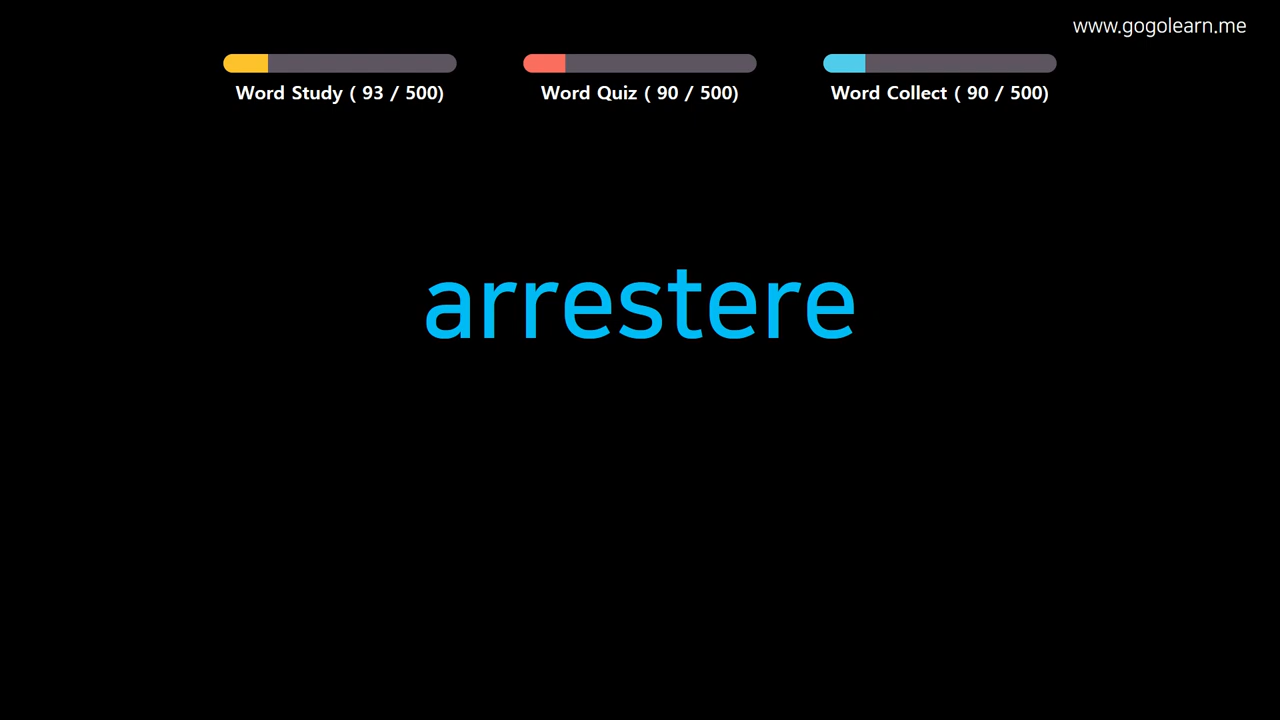 www.gogolearn.me
Word Study ( 93 / 500)
Word Quiz ( 90 / 500)
Word Collect ( 90 / 500)
arrestere